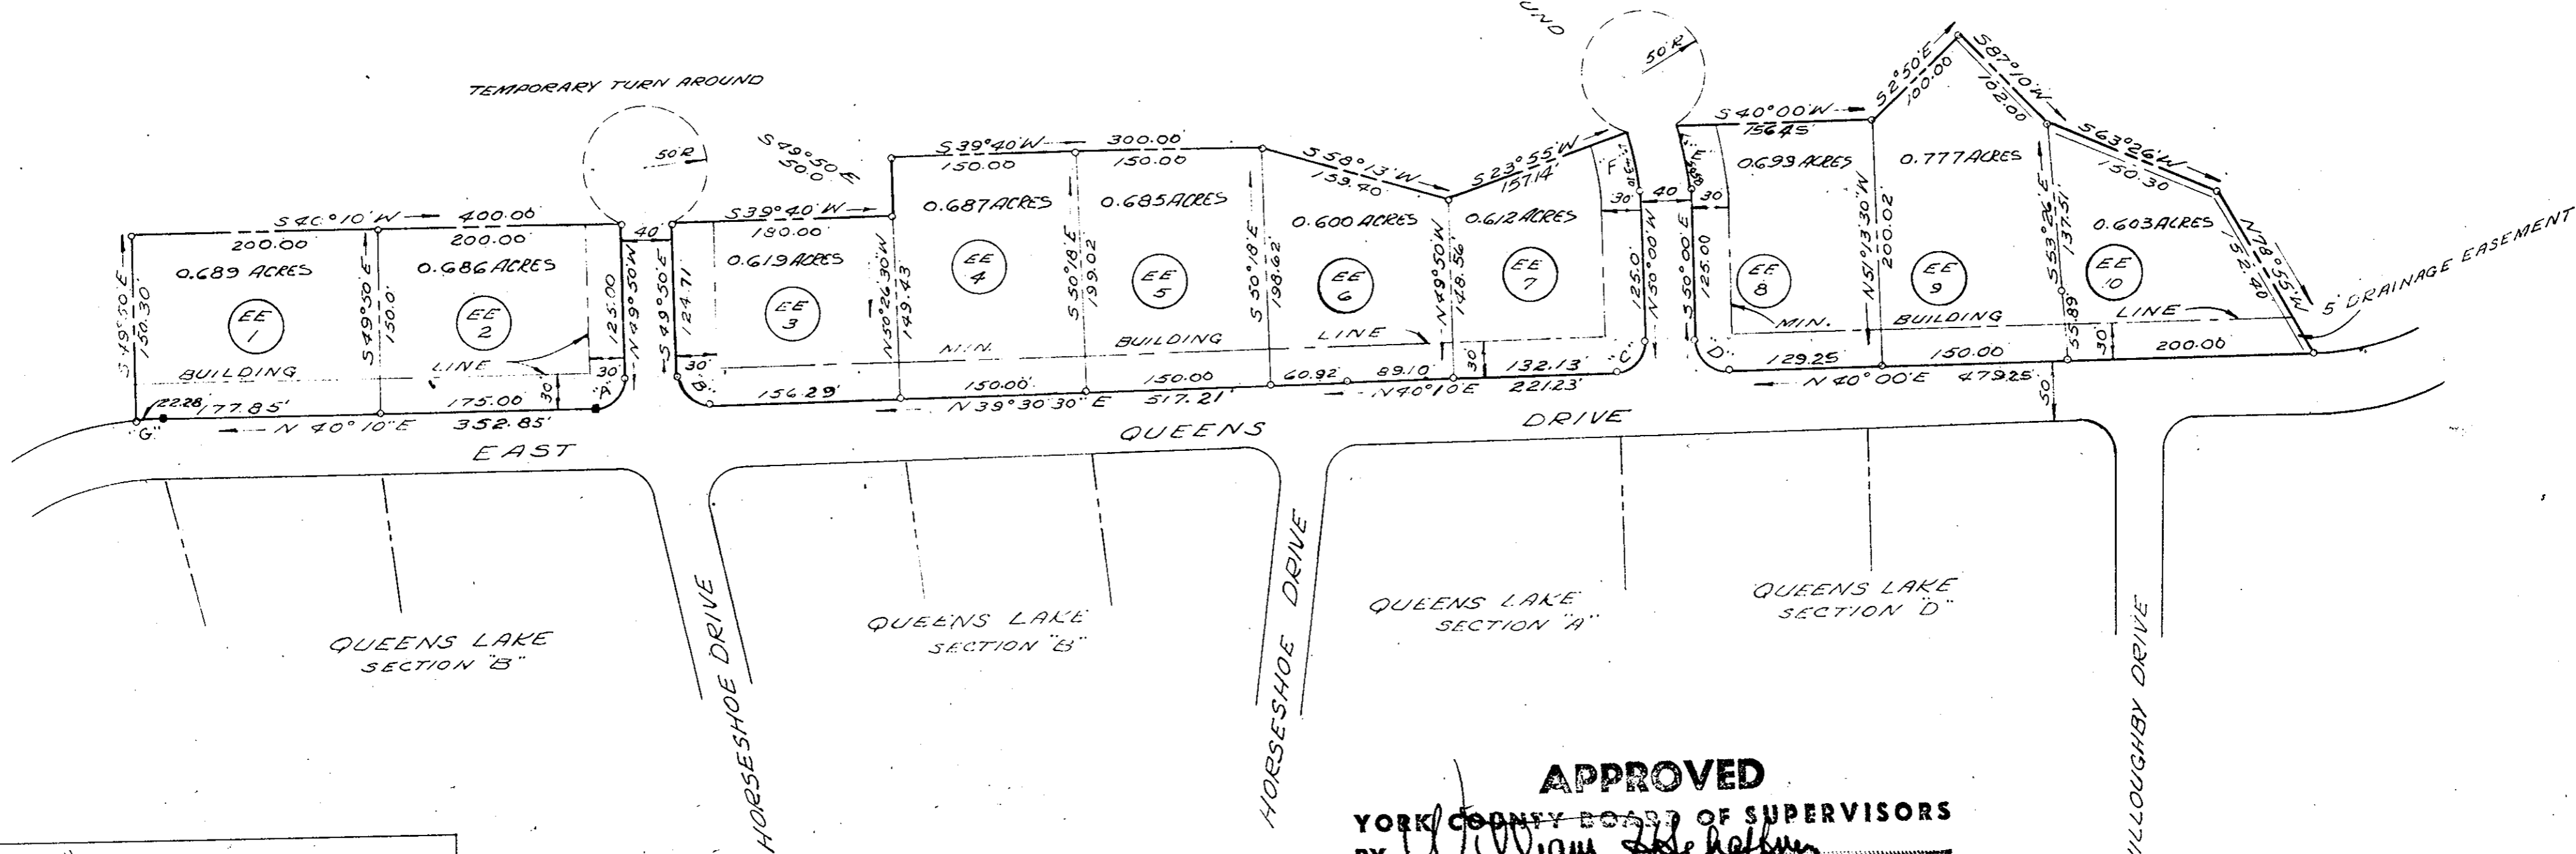 TEMPORARY TURN AROUND
50'R
UND
50'R
S 49°50'E
50.0'
S 40°10'W 400.00'
200.00' 200.00'
S 39°40'W
180.00'
S 39°40'W 300.00'
150.00 150.00
S 58°13'W
159.40'
S 23°55'W
157.14'
S 40°00'W
156.45'
S 2°50'E
100.00
S 87°10'W
102.00
S 63°26'W
150.30
N 78°55'W
152.40
5' DRAINAGE EASEMENT
S 49°50'E
150.30'
0.689 ACRES
EE
1
S 49°50'E
150.0'
0.686 ACRES
EE
2
125.00
N 49°50'W
40'
S 49°50'E
124.71
0.619 ACRES
EE
3
N 50°26'30"W
149.43
0.687 ACRES
EE
4
S 50°18'E
199.02
0.685 ACRES
EE
5
S 50°18'E
198.62'
0.600 ACRES
EE
6
N 49°50'W
148.56'
0.612 ACRES
EE
7
"F"
30'
125.0'
N 50°00'W
40'
S 50°00'E
125.00
"E"
30'
0.693 ACRES
EE
8
N 51°13'30"W
200.02'
0.777 ACRES
EE
9
S 53°26'E
137.51'
55.89
0.603 ACRES
EE
10
BUILDING LINE
30'
30'
"A"
30'
"B"
MIN. BUILDING LINE
30'
"C"
"D"
MIN. BUILDING LINE
30'
122.28'
177.85'
175.00'
"G"
N 40°10'E 352.85'
156.29'
150.00'
150.00
N 39°30'30"E 517.21'
60.92'
89.10'
132.13'
N 40°10'E 221.23'
129.25'
150.00
200.00
N 40°00'E 479.25'
50'
EAST QUEENS DRIVE
HORSESHOE DRIVE
HORSESHOE DRIVE
ILLOUGHBY DRIVE
QUEENS LAKE
SECTION "B"
QUEENS LAKE
SECTION "B"
QUEENS LAKE
SECTION "A"
QUEENS LAKE
SECTION "D"
APPROVED
YORK COUNTY BOARD OF SUPERVISORS
BY